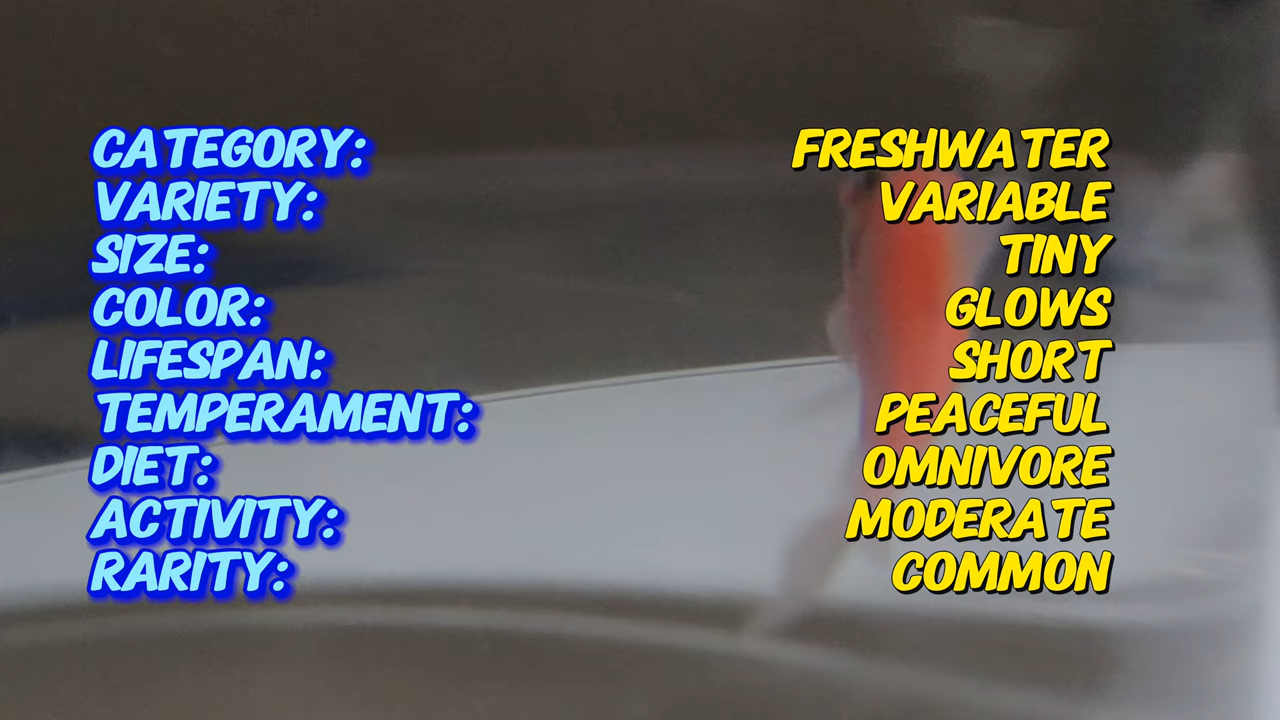 CATEGORY: FRESHWATER
VARIETY: VARIABLE
SIZE: TINY
COLOR: GLOWS
LIFESPAN: SHORT
TEMPERAMENT: PEACEFUL
DIET: OMNIVORE
ACTIVITY: MODERATE
RARITY: COMMON